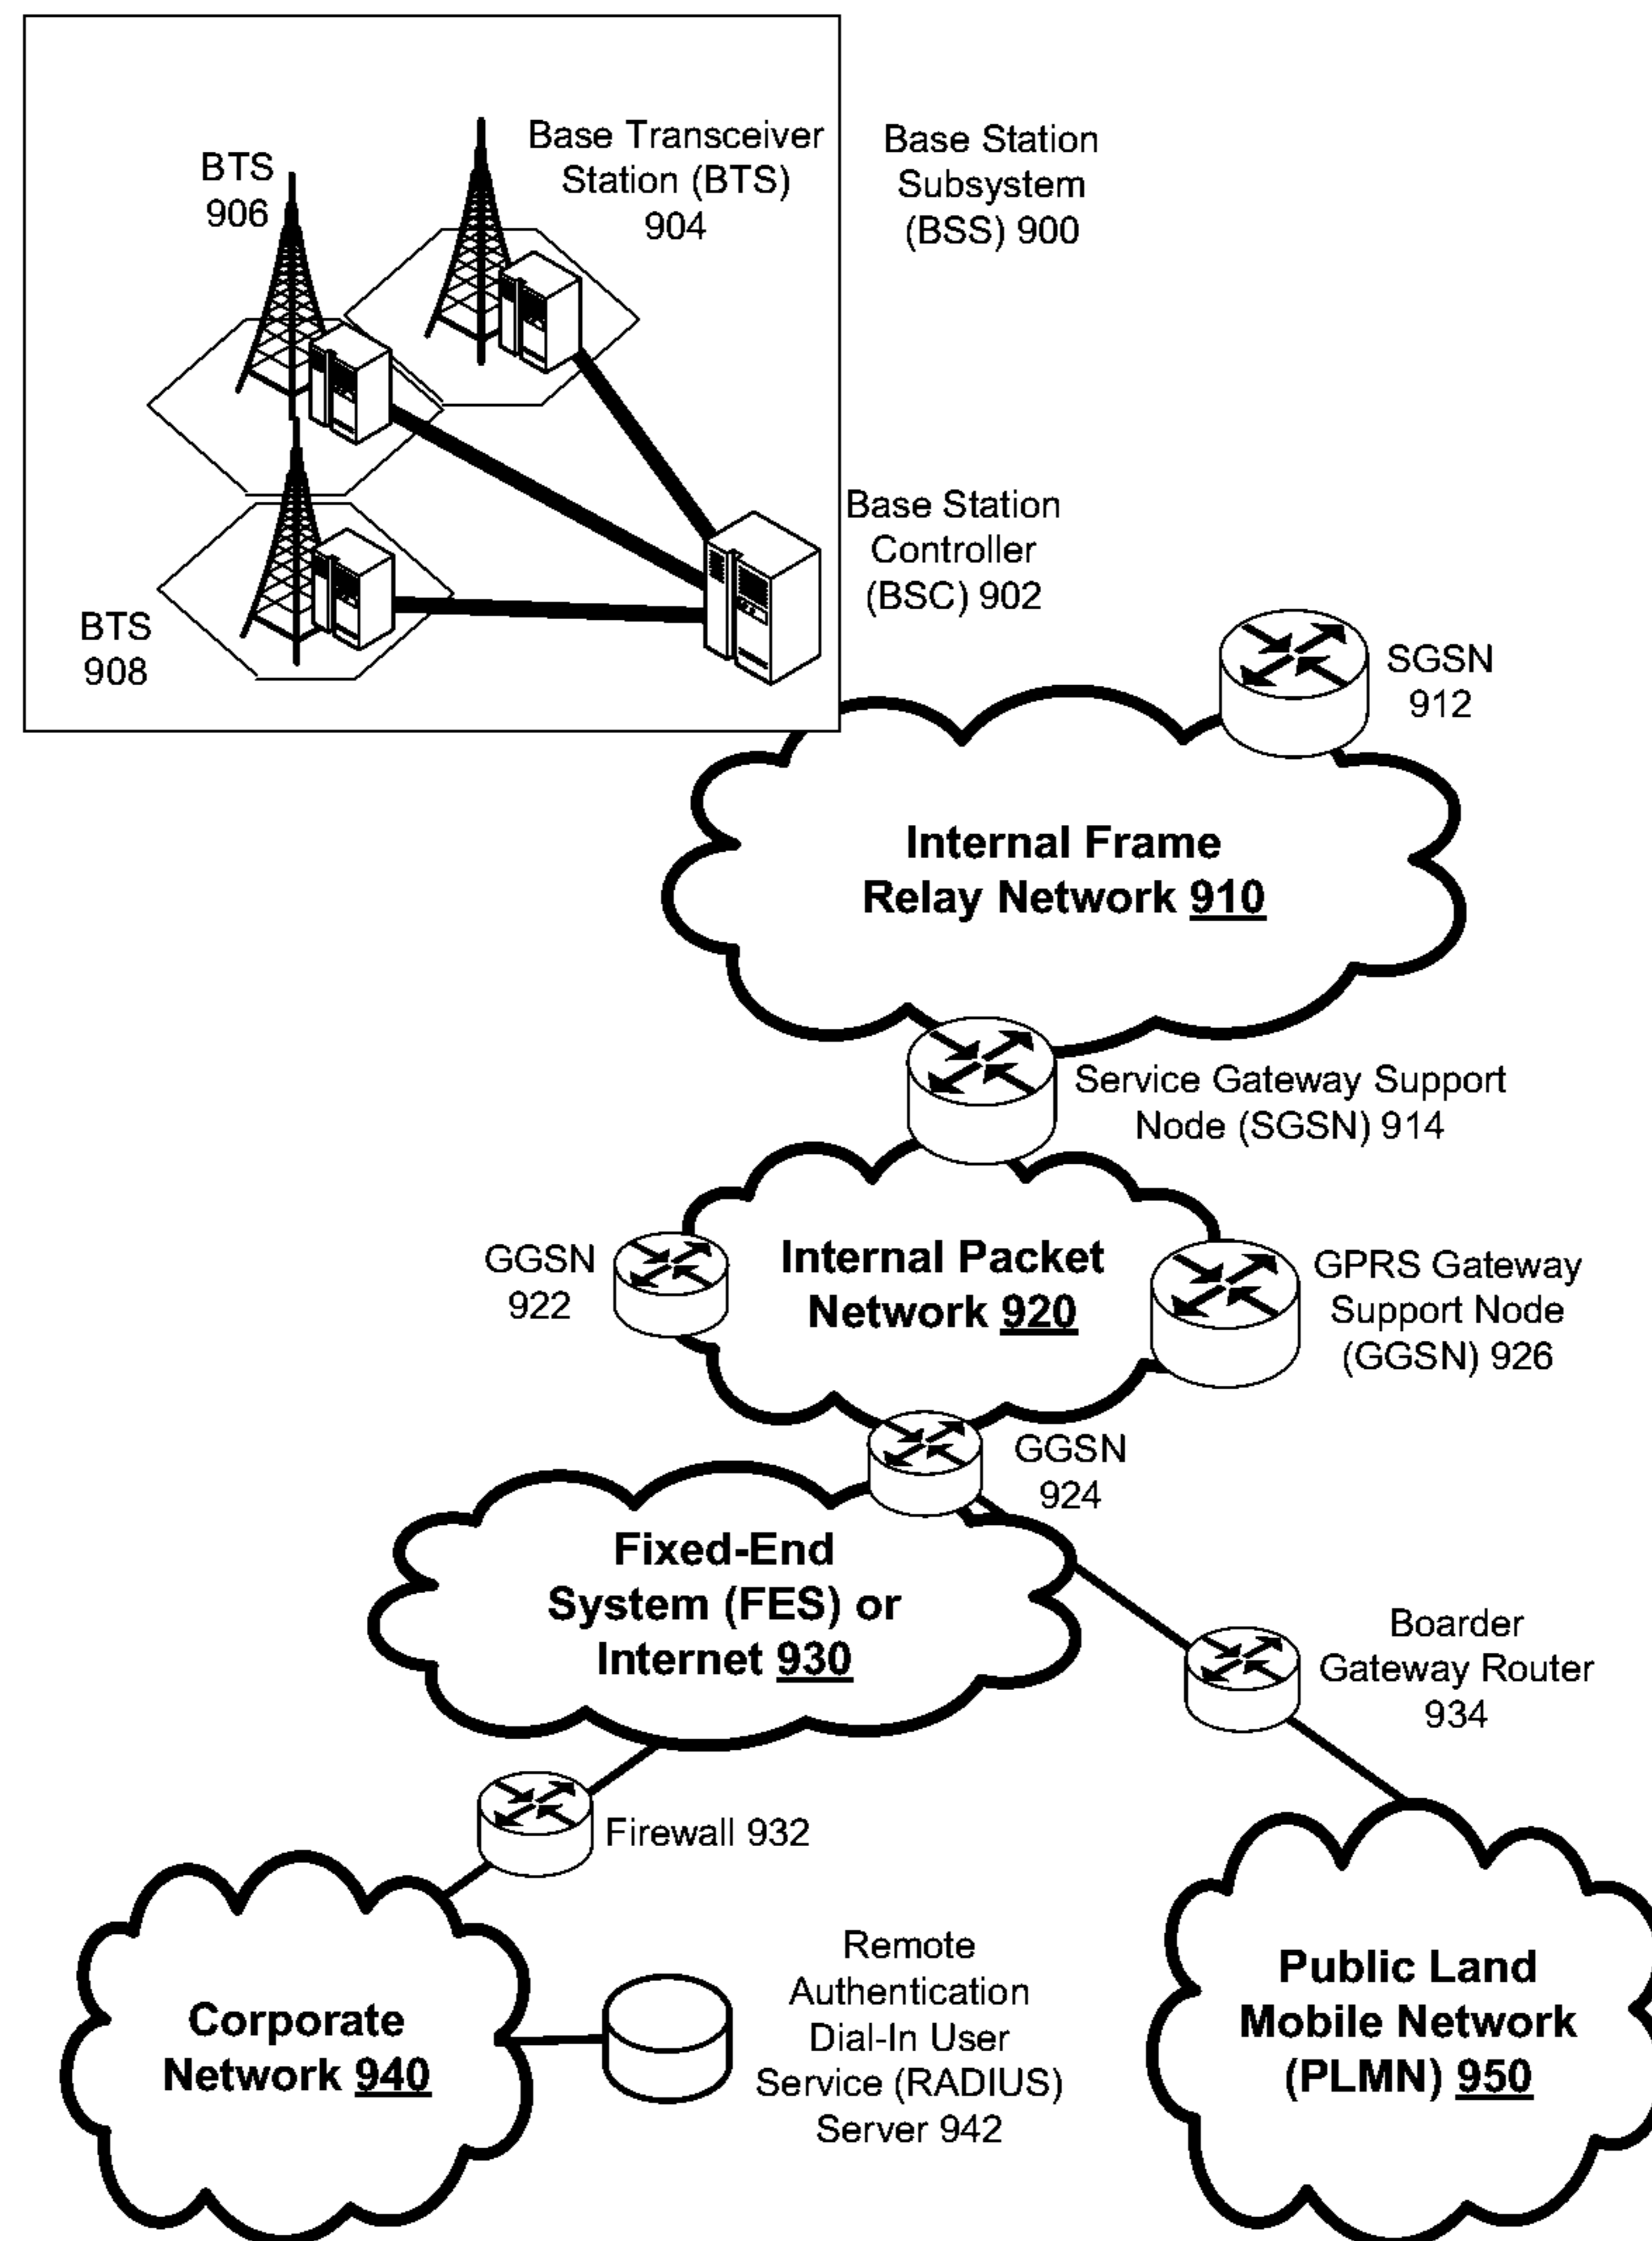 BTS
906
Base Transceiver
Station (BTS)
904
Base Station
Subsystem
(BSS) 900
Base Station
Controller
(BSC) 902
BTS
908
SGSN
912
Internal Frame
Relay Network 910
Service Gateway Support
Node (SGSN) 914
GGSN
922
Internal Packet
Network 920
GPRS Gateway
Support Node
(GGSN) 926
GGSN
924
Fixed-End
System (FES) or
Internet 930
Boarder
Gateway Router
934
Firewall 932
Corporate
Network 940
Remote
Authentication
Dial-In User
Service (RADIUS)
Server 942
Public Land
Mobile Network
(PLMN) 950